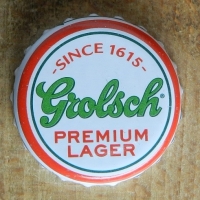 -SINCE 1615-
Grolsch
PREMIUM
LAGER